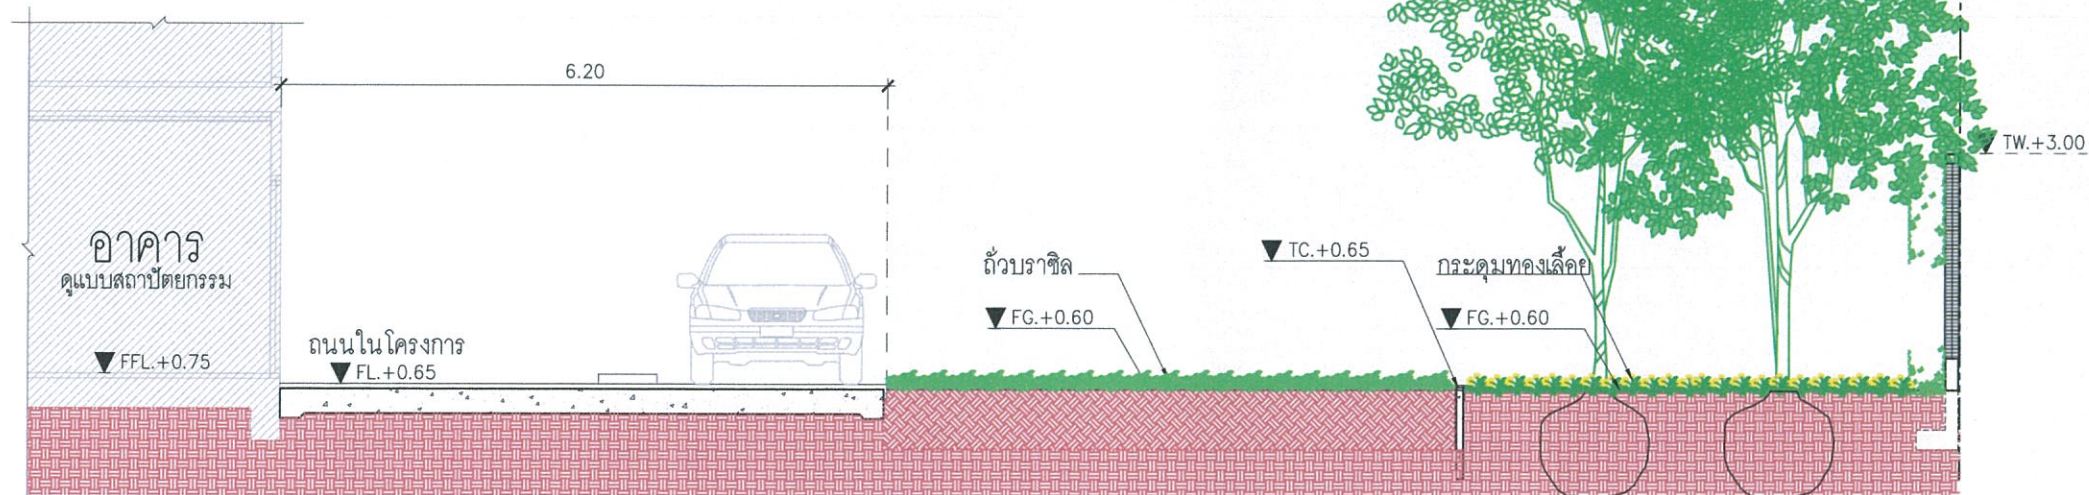 6.20
TW.+3.00
อาคาร
ดูแบบสถาปัตยกรรม
FFL.+0.75
ถนนในโครงการ
FL.+0.65
ถั่วบราซิล
FG.+0.60
TC.+0.65
กระดุมทองเลื้อย
FG.+0.60